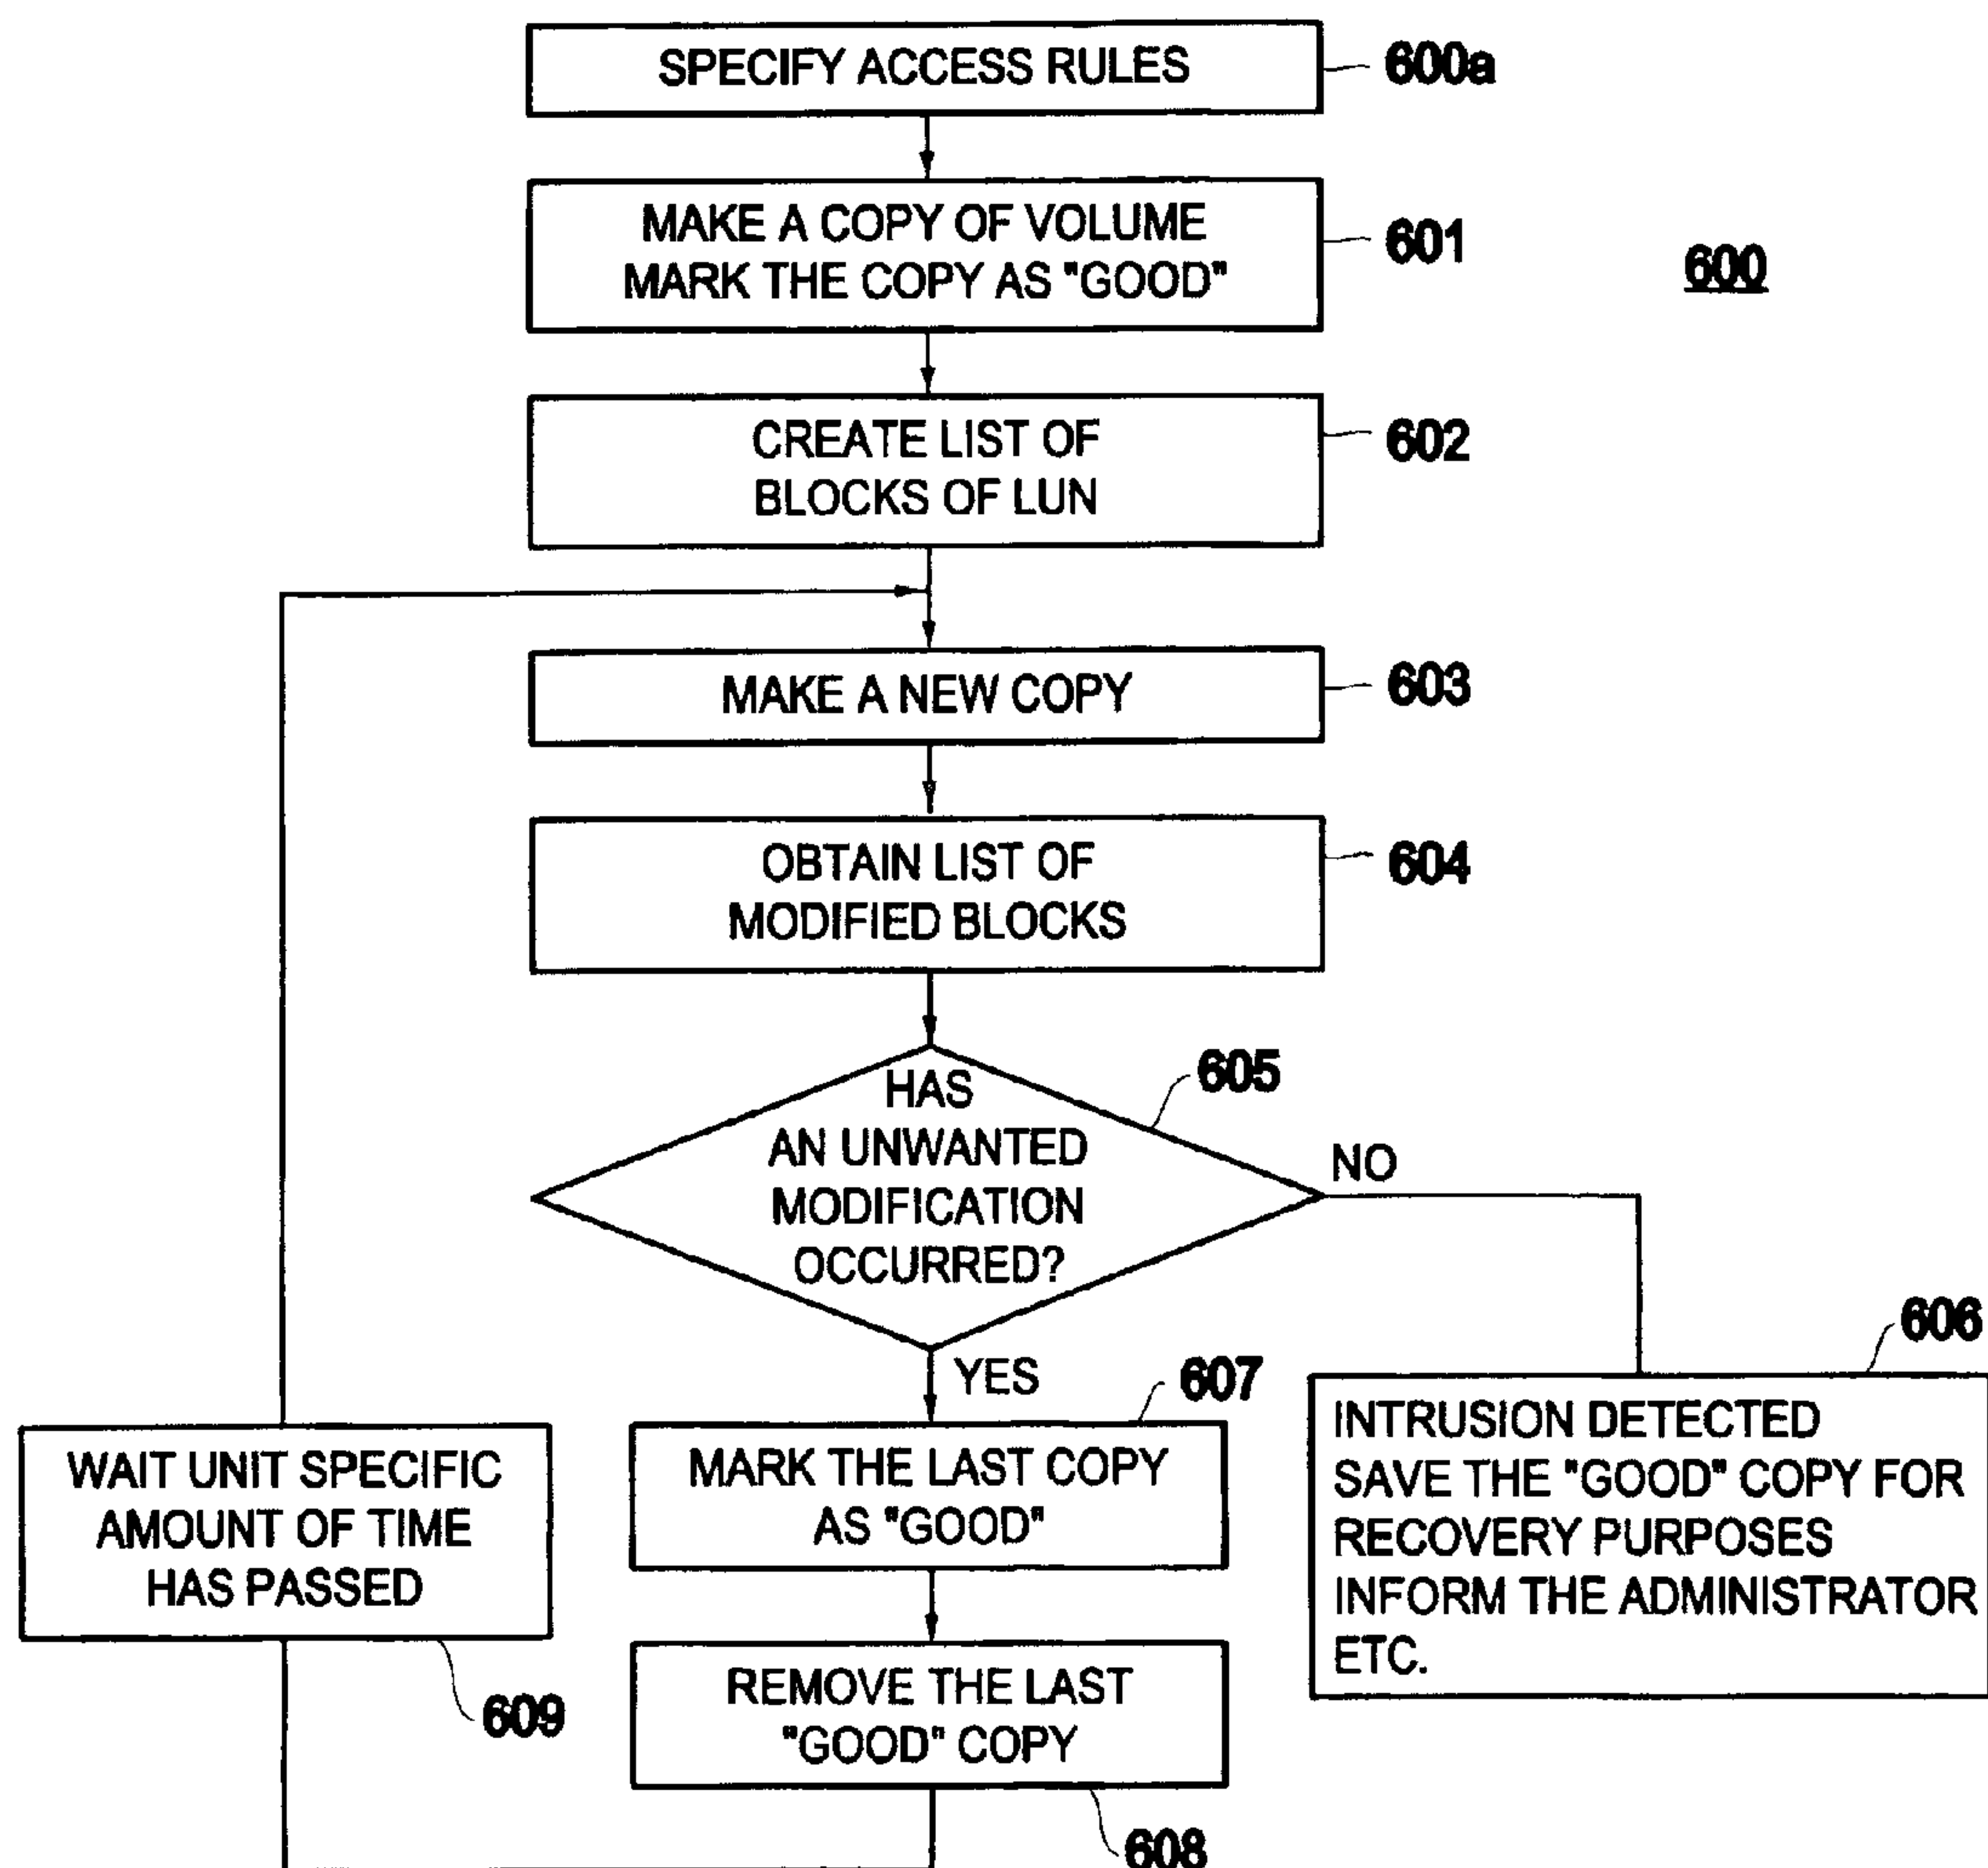 SPECIFY ACCESS RULES
600a
MAKE A COPY OF VOLUME
MARK THE COPY AS "GOOD"
601
600
CREATE LIST OF
BLOCKS OF LUN
602
MAKE A NEW COPY
603
OBTAIN LIST OF
MODIFIED BLOCKS
604
HAS
AN UNWANTED
MODIFICATION
OCCURRED?
605
NO
YES
606
INTRUSION DETECTED
SAVE THE "GOOD" COPY FOR
RECOVERY PURPOSES
INFORM THE ADMINISTRATOR
ETC.
607
MARK THE LAST COPY
AS "GOOD"
WAIT UNIT SPECIFIC
AMOUNT OF TIME
HAS PASSED
609
REMOVE THE LAST
"GOOD" COPY
608